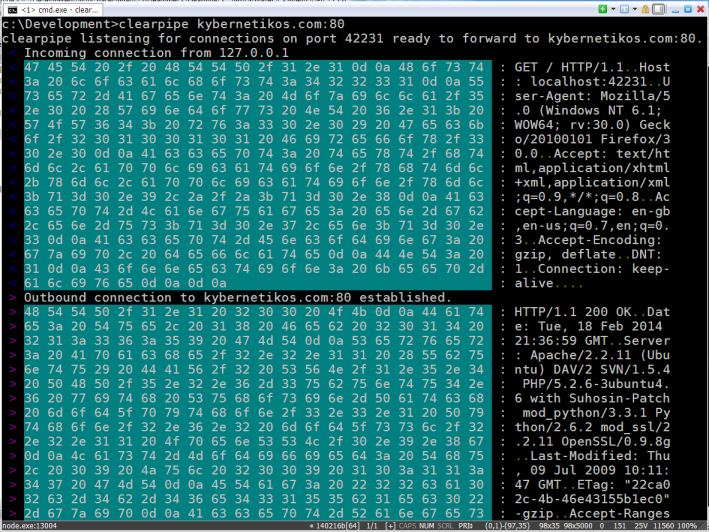 <1> cmd.exe - clear...
c:\Development>clearpipe kybernetikos.com:80
clearpipe listening for connections on port 42231 ready to forward to kybernetikos.com:80.
< Incoming connection from 127.0.0.1
< 47 45 54 20 2f 20 48 54 54 50 2f 31 2e 31 0d 0a 48 6f 73 74 : GET / HTTP/1.1..Host
< 3a 20 6c 6f 63 61 6c 68 6f 73 74 3a 34 32 32 33 31 0d 0a 55 : : localhost:42231..U
< 73 65 72 2d 41 67 65 6e 74 3a 20 4d 6f 7a 69 6c 6c 61 2f 35 : ser-Agent: Mozilla/5
< 2e 30 20 28 57 69 6e 64 6f 77 73 20 4e 54 20 36 2e 31 3b 20 : .0 (Windows NT 6.1;
< 57 4f 57 36 34 3b 20 72 76 3a 33 30 2e 30 29 20 47 65 63 6b : WOW64; rv:30.0) Geck
< 6f 2f 32 30 31 30 30 31 30 31 20 46 69 72 65 66 6f 78 2f 33 : o/20100101 Firefox/3
< 30 2e 30 0d 0a 41 63 63 65 70 74 3a 20 74 65 78 74 2f 68 74 : 0.0..Accept: text/ht
< 6d 6c 2c 61 70 70 6c 69 63 61 74 69 6f 6e 2f 78 68 74 6d 6c : ml,application/xhtml
< 2b 78 6d 6c 2c 61 70 70 6c 69 63 61 74 69 6f 6e 2f 78 6d 6c : +xml,application/xml
< 3b 71 3d 30 2e 39 2c 2a 2f 2a 3b 71 3d 30 2e 38 0d 0a 41 63 : ;q=0.9,*/*;q=0.8..Ac
< 63 65 70 74 2d 4c 61 6e 67 75 61 67 65 3a 20 65 6e 2d 67 62 : cept-Language: en-gb
< 2c 65 6e 2d 75 73 3b 71 3d 30 2e 37 2c 65 6e 3b 71 3d 30 2e : ,en-us;q=0.7,en;q=0.
< 33 0d 0a 41 63 63 65 70 74 2d 45 6e 63 6f 64 69 6e 67 3a 20 : 3..Accept-Encoding:
< 67 7a 69 70 2c 20 64 65 66 6c 61 74 65 0d 0a 44 4e 54 3a 20 : gzip, deflate..DNT:
< 31 0d 0a 43 6f 6e 6e 65 63 74 69 6f 6e 3a 20 6b 65 65 70 2d : 1..Connection: keep-
< 61 6c 69 76 65 0d 0a 0d 0a : alive....
> Outbound connection to kybernetikos.com:80 established.
> 48 54 54 50 2f 31 2e 31 20 32 30 30 20 4f 4b 0d 0a 44 61 74 : HTTP/1.1 200 OK..Dat
> 65 3a 20 54 75 65 2c 20 31 38 20 46 65 62 20 32 30 31 34 20 : e: Tue, 18 Feb 2014
> 32 31 3a 33 36 3a 35 39 20 47 4d 54 0d 0a 53 65 72 76 65 72 : 21:36:59 GMT..Server
> 3a 20 41 70 61 63 68 65 2f 32 2e 32 2e 31 31 20 28 55 62 75 : : Apache/2.2.11 (Ubu
> 6e 74 75 29 20 44 41 56 2f 32 20 53 56 4e 2f 31 2e 35 2e 34 : ntu) DAV/2 SVN/1.5.4
> 20 50 48 50 2f 35 2e 32 2e 36 2d 33 75 62 75 6e 74 75 34 2e : PHP/5.2.6-3ubuntu4.
> 36 20 77 69 74 68 20 53 75 68 6f 73 69 6e 2d 50 61 74 63 68 : 6 with Suhosin-Patch
> 20 6d 6f 64 5f 70 79 74 68 6f 6e 2f 33 2e 33 2e 31 20 50 79 : mod_python/3.3.1 Py
> 74 68 6f 6e 2f 32 2e 36 2e 32 20 6d 6f 64 5f 73 73 6c 2f 32 : thon/2.6.2 mod_ssl/2
> 2e 32 2e 31 31 20 4f 70 65 6e 53 53 4c 2f 30 2e 39 2e 38 67 : .2.11 OpenSSL/0.9.8g
> 0d 0a 4c 61 73 74 2d 4d 6f 64 69 66 69 65 64 3a 20 54 68 75 : ..Last-Modified: Thu
> 2c 20 30 39 20 4a 75 6c 20 32 30 30 39 20 31 30 3a 31 31 3a : , 09 Jul 2009 10:11:
> 34 37 20 47 4d 54 0d 0a 45 54 61 67 3a 20 22 32 32 63 61 30 : 47 GMT..ETag: "22ca0
> 32 63 2d 34 62 2d 34 36 65 34 33 31 35 35 62 31 65 63 30 22 : 2c-4b-46e43155b1ec0"
> 2d 67 7a 69 70 0d 0a 41 63 63 65 70 74 2d 52 61 6e 67 65 73 : -gzip..Accept-Ranges
node.exe:13004 * 140216b[64] 1/1 [+] CAPS NUM SCRL PRI: (0,1)-(97,35) 98x35 98x5000 0 31 25V 11560 100%